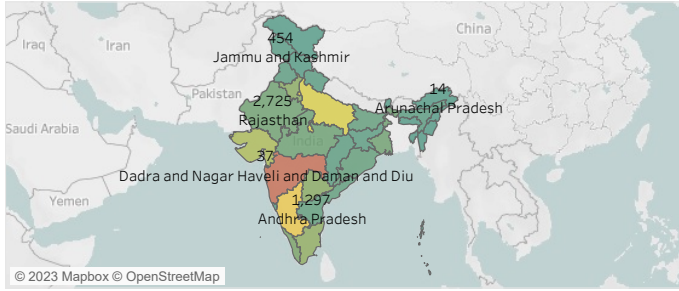 Iraq
Iran
China
454
Jammu and Kashmir
Pakistan
2,725
Rajasthan
14
Arunachal Pradesh
Saudi Arabia
India
37
Dadra and Nagar Haveli and Daman and Diu
Yemen
1,297
Andhra Pradesh
© 2023 Mapbox © OpenStreetMap